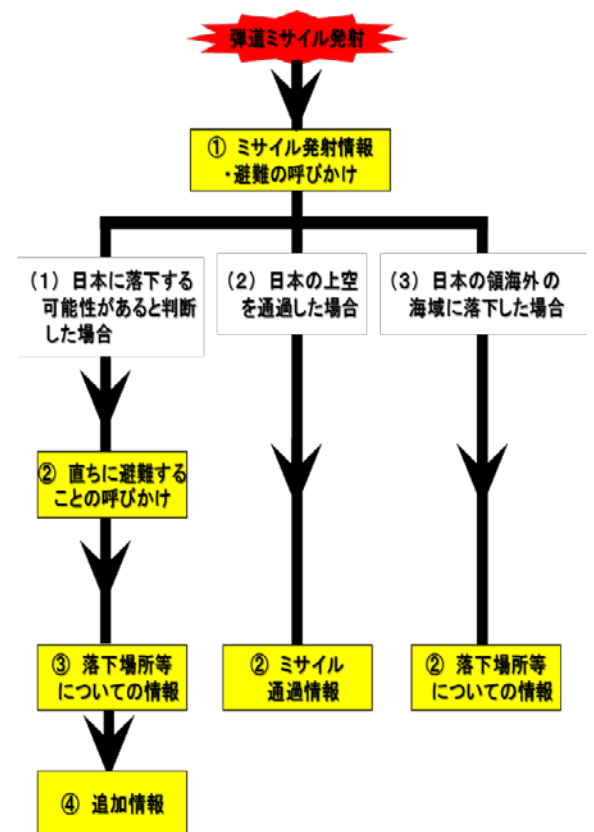 弾道ミサイル発射
① ミサイル発射情報
・避難の呼びかけ
(1) 日本に落下する
可能性があると判断
した場合
(2) 日本の上空
を通過した場合
(3) 日本の領海外の
海域に落下した場合
② 直ちに避難する
ことの呼びかけ
③ 落下場所等
についての情報
② ミサイル
通過情報
② 落下場所等
についての情報
④ 追加情報